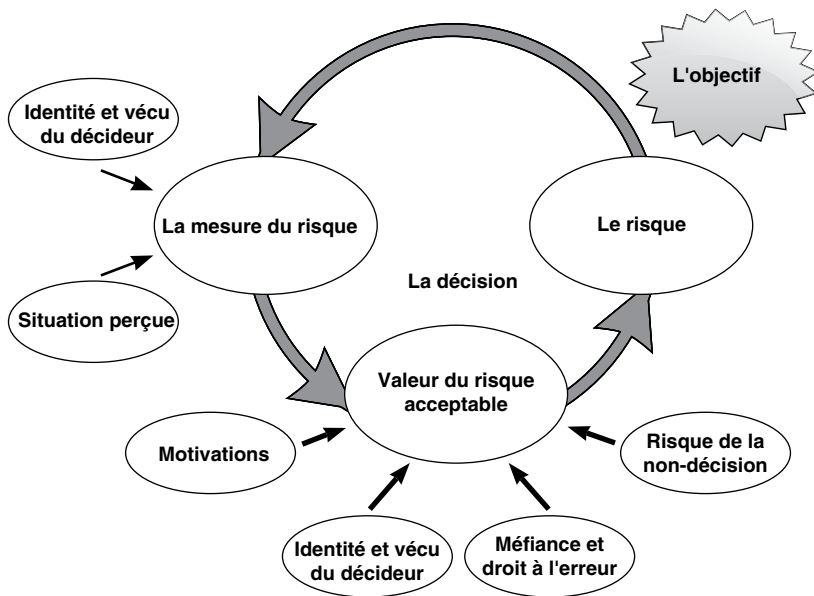 L'objectif
Identité et vécu
du décideur
La mesure du risque
Le risque
La décision
Situation perçue
Valeur du risque
acceptable
Motivations
Risque de la
non-décision
Identité et vécu
du décideur
Méfiance et
droit à l'erreur